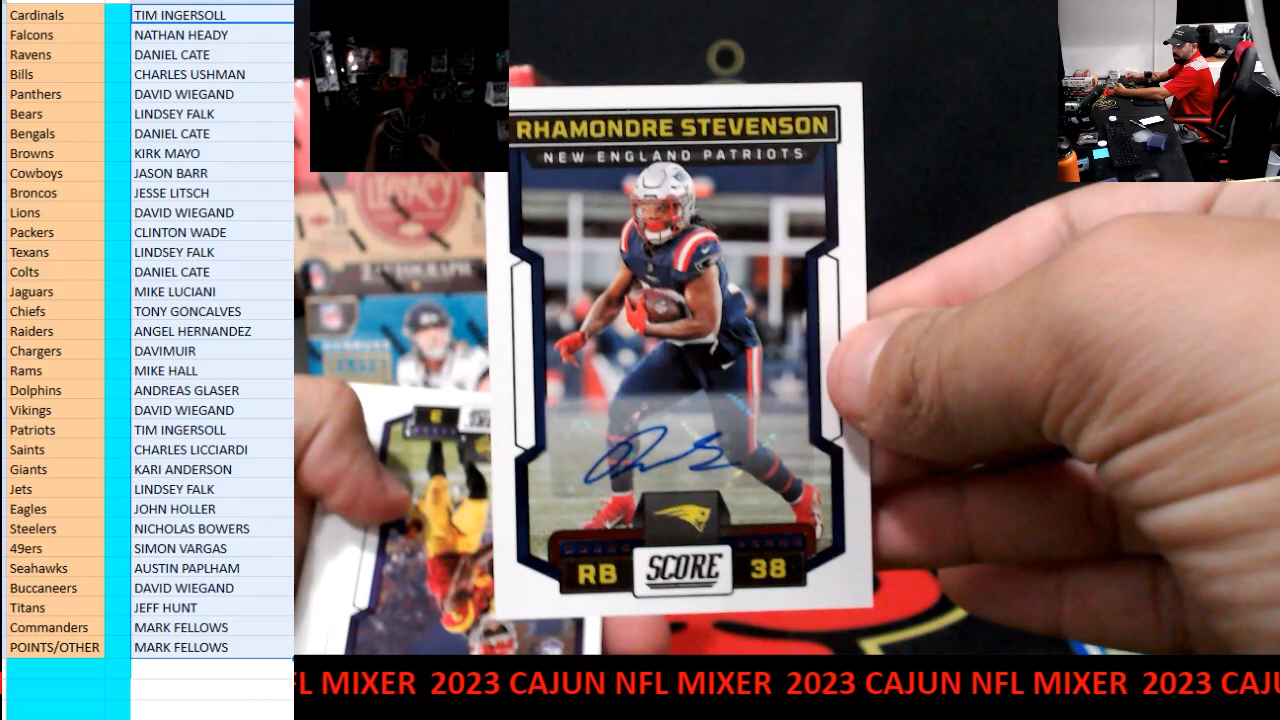 Cardinals TIM INGERSOLL
Falcons NATHAN HEADY
Ravens DANIEL CATE
Bills CHARLES USHMAN
Panthers DAVID WIEGAND
Bears LINDSEY FALK
Bengals DANIEL CATE
Browns KIRK MAYO
Cowboys JASON BARR
Broncos JESSE LITSCH
Lions DAVID WIEGAND
Packers CLINTON WADE
Texans LINDSEY FALK
Colts DANIEL CATE
Jaguars MIKE LUCIANI
Chiefs TONY GONCALVES
Raiders ANGEL HERNANDEZ
Chargers DAVIMUIR
Rams MIKE HALL
Dolphins ANDREAS GLASER
Vikings DAVID WIEGAND
Patriots TIM INGERSOLL
Saints CHARLES LICCIARDI
Giants KARI ANDERSON
Jets LINDSEY FALK
Eagles JOHN HOLLER
Steelers NICHOLAS BOWERS
49ers SIMON VARGAS
Seahawks AUSTIN PAPLHAM
Buccaneers DAVID WIEGAND
Titans JEFF HUNT
Commanders MARK FELLOWS
POINTS/OTHER MARK FELLOWS
RHAMONDRE STEVENSON
NEW ENGLAND PATRIOTS
LEGACY
RB SCORE 38
FL MIXER 2023 CAJUN NFL MIXER 2023 CAJUN NFL MIXER 2023 CAJU